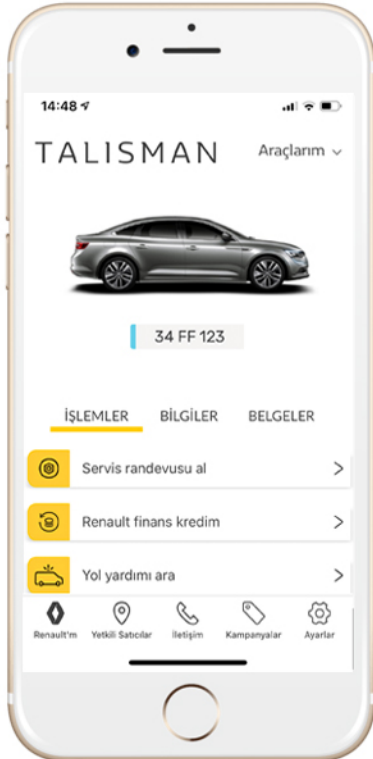 14:48
TALISMAN
Araçlarım
34 FF 123
İŞLEMLER BİLGİLER BELGELER
Servis randevusu al
Renault finans kredim
Yol yardımı ara
Renault'm Yetkili Satıcılar İletişim Kampanyalar Ayarlar